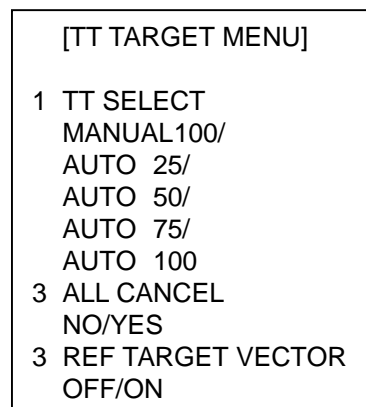 [TT TARGET MENU]
1 TT SELECT
MANUAL100/
AUTO 25/
AUTO 50/
AUTO 75/
AUTO 100
3 ALL CANCEL
NO/YES
3 REF TARGET VECTOR
OFF/ON